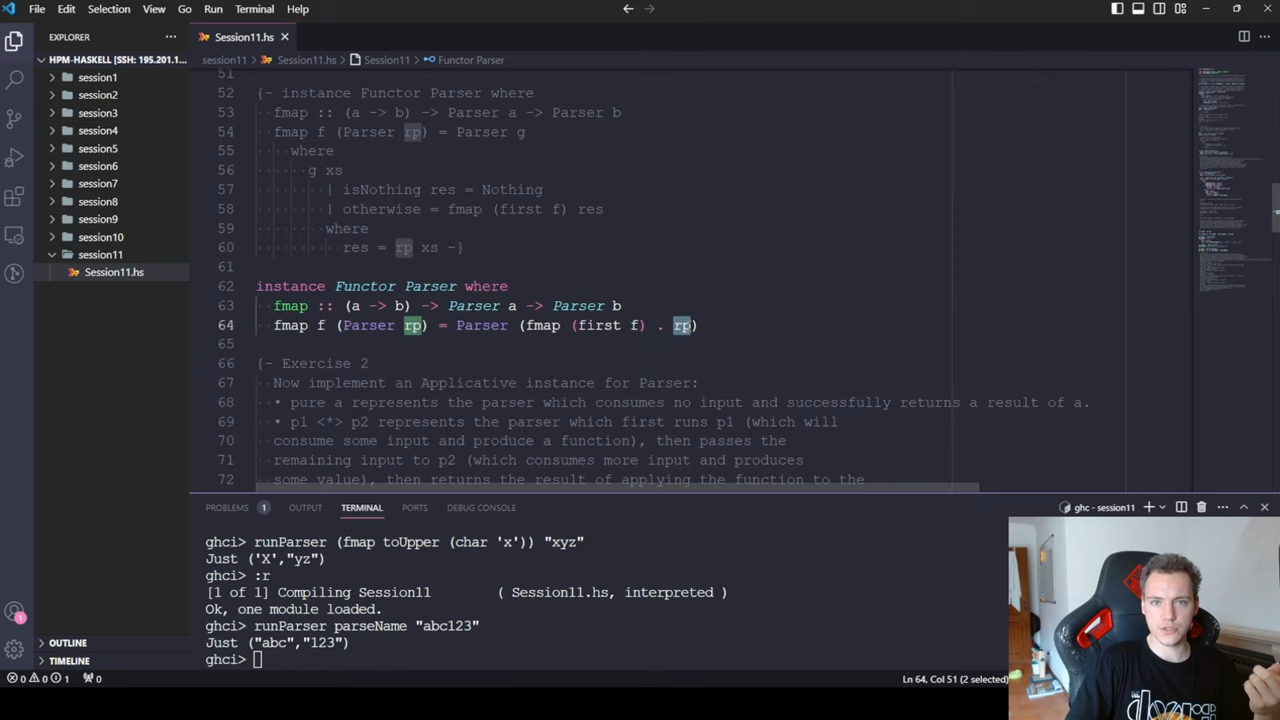 File Edit Selection View Go Run Terminal Help
EXPLORER
Session11.hs
HPM-HASKELL [SSH: 195.201.1...
session11 > Session11.hs > Session11 > Functor Parser
session1
session2
session3
session4
session5
session6
session7
session8
session9
session10
session11
Session11.hs
51
52 {- instance Functor Parser where
53 fmap :: (a -> b) -> Parser a -> Parser b
54 fmap f (Parser rp) = Parser g
55 where
56 g xs
57 | isNothing res = Nothing
58 | otherwise = fmap (first f) res
59 where
60 res = rp xs -}
61
62 instance Functor Parser where
63 fmap :: (a -> b) -> Parser a -> Parser b
64 fmap f (Parser rp) = Parser (fmap (first f) . rp)
65
66 {- Exercise 2
67 Now implement an Applicative instance for Parser:
68 • pure a represents the parser which consumes no input and successfully returns a result of a.
69 • p1 <*> p2 represents the parser which first runs p1 (which will
70 consume some input and produce a function), then passes the
71 remaining input to p2 (which consumes more input and produces
72 some value), then returns the result of applying the function to the
PROBLEMS 1 OUTPUT TERMINAL PORTS DEBUG CONSOLE
ghc - session11
ghci> runParser (fmap toUpper (char 'x')) "xyz"
Just ('X',"yz")
ghci> :r
[1 of 1] Compiling Session11 ( Session11.hs, interpreted )
Ok, one module loaded.
ghci> runParser parseName "abc123"
Just ("abc","123")
ghci>
OUTLINE
TIMELINE
1
0 0 1 0
Ln 64, Col 51 (2 selected)
THE
DOORS